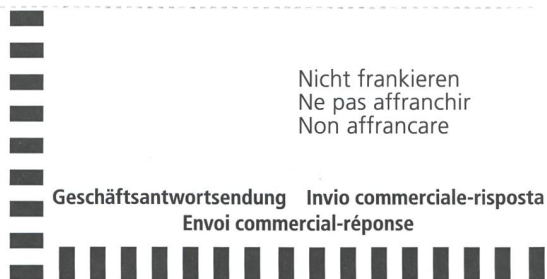 Nicht frankieren
Ne pas affranchir
Non affrancare
Geschäftsantwortsendung Invio commerciale-risposta
Envoi commercial-réponse